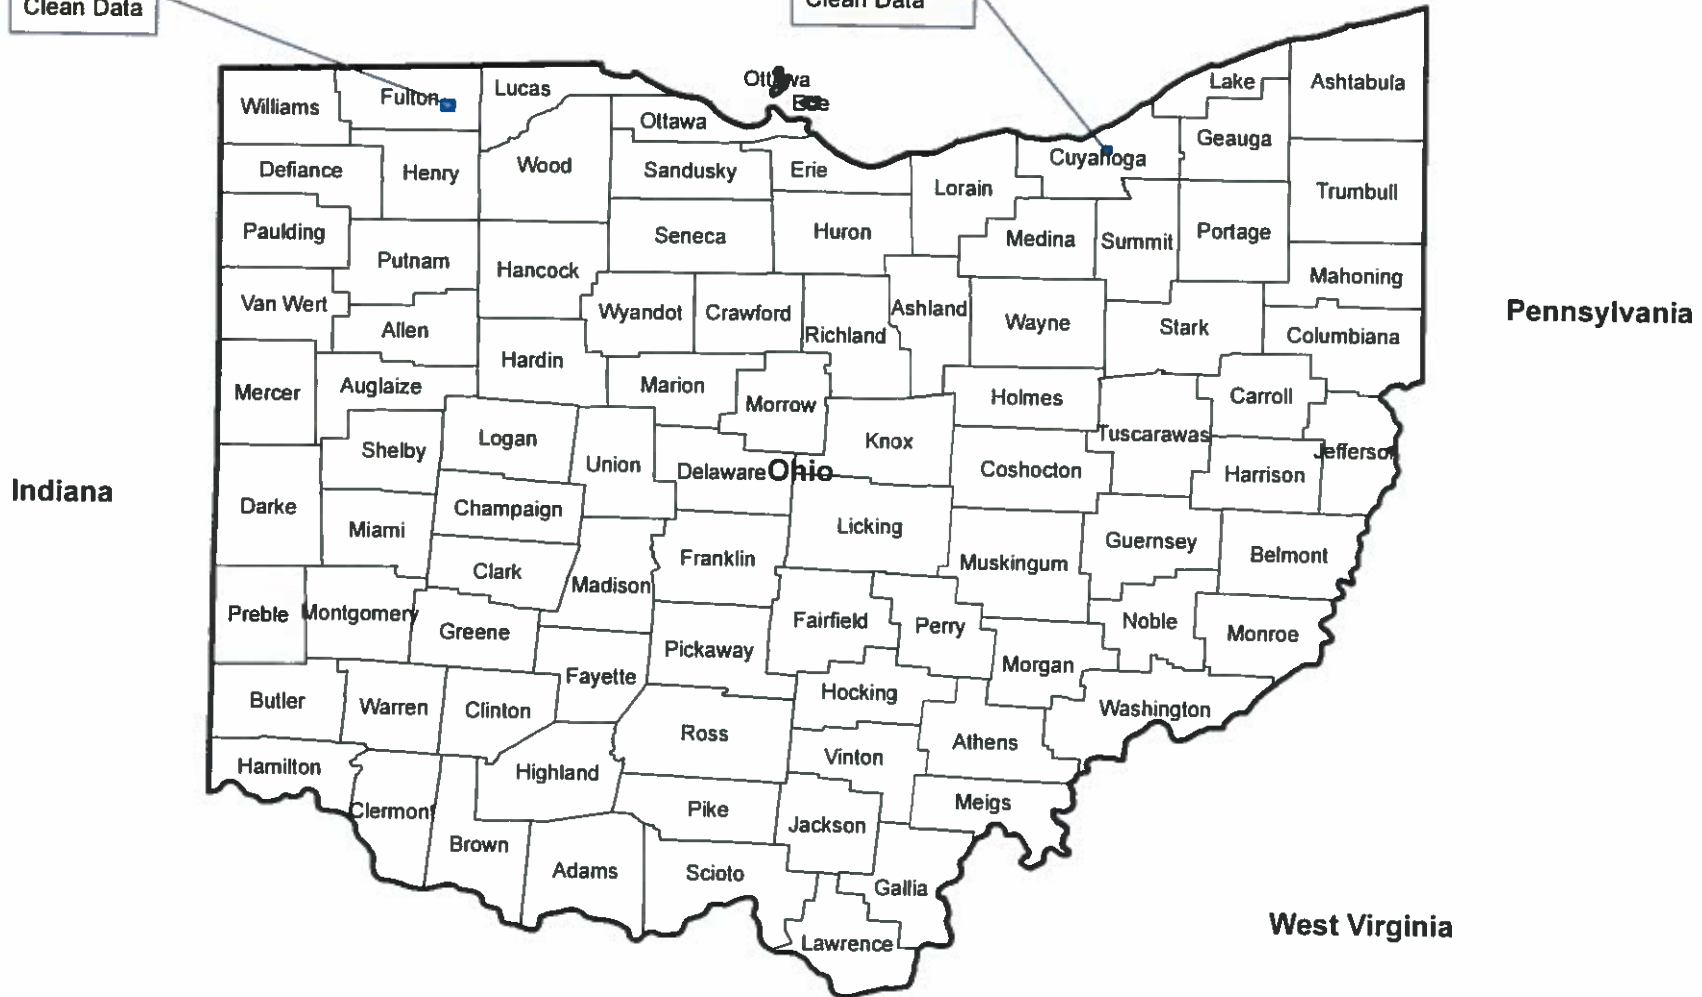 Clean Data
Clean Data
Ottawa
Erie
Lake
Ashtabula
Williams
Fulton
Lucas
Ottawa
Geauga
Cuyahoga
Defiance
Henry
Wood
Sandusky
Erie
Lorain
Trumbull
Paulding
Putnam
Hancock
Seneca
Huron
Medina
Summit
Portage
Mahoning
Van Wert
Allen
Wyandot
Crawford
Richland
Ashland
Wayne
Stark
Columbiana
Pennsylvania
Mercer
Auglaize
Hardin
Marion
Morrow
Holmes
Carroll
Tuscarawas
Jefferson
Shelby
Logan
Union
Delaware
Ohio
Knox
Coshocton
Harrison
Indiana
Darke
Miami
Champaign
Licking
Muskingum
Guernsey
Belmont
Clark
Madison
Franklin
Preble
Montgomery
Greene
Pickaway
Fairfield
Perry
Noble
Monroe
Morgan
Fayette
Hocking
Washington
Butler
Warren
Clinton
Ross
Vinton
Athens
Hamilton
Highland
Clermont
Pike
Jackson
Meigs
Brown
Adams
Scioto
Gallia
Lawrence
West Virginia